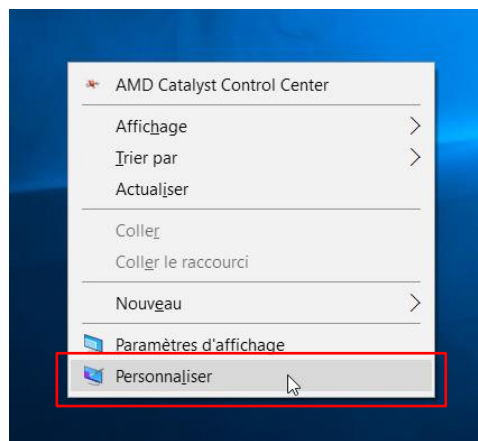 AMD Catalyst Control Center
Affichage
Trier par
Actualiser
Coller
Coller le raccourci
Nouveau
Paramètres d'affichage
Personnaliser